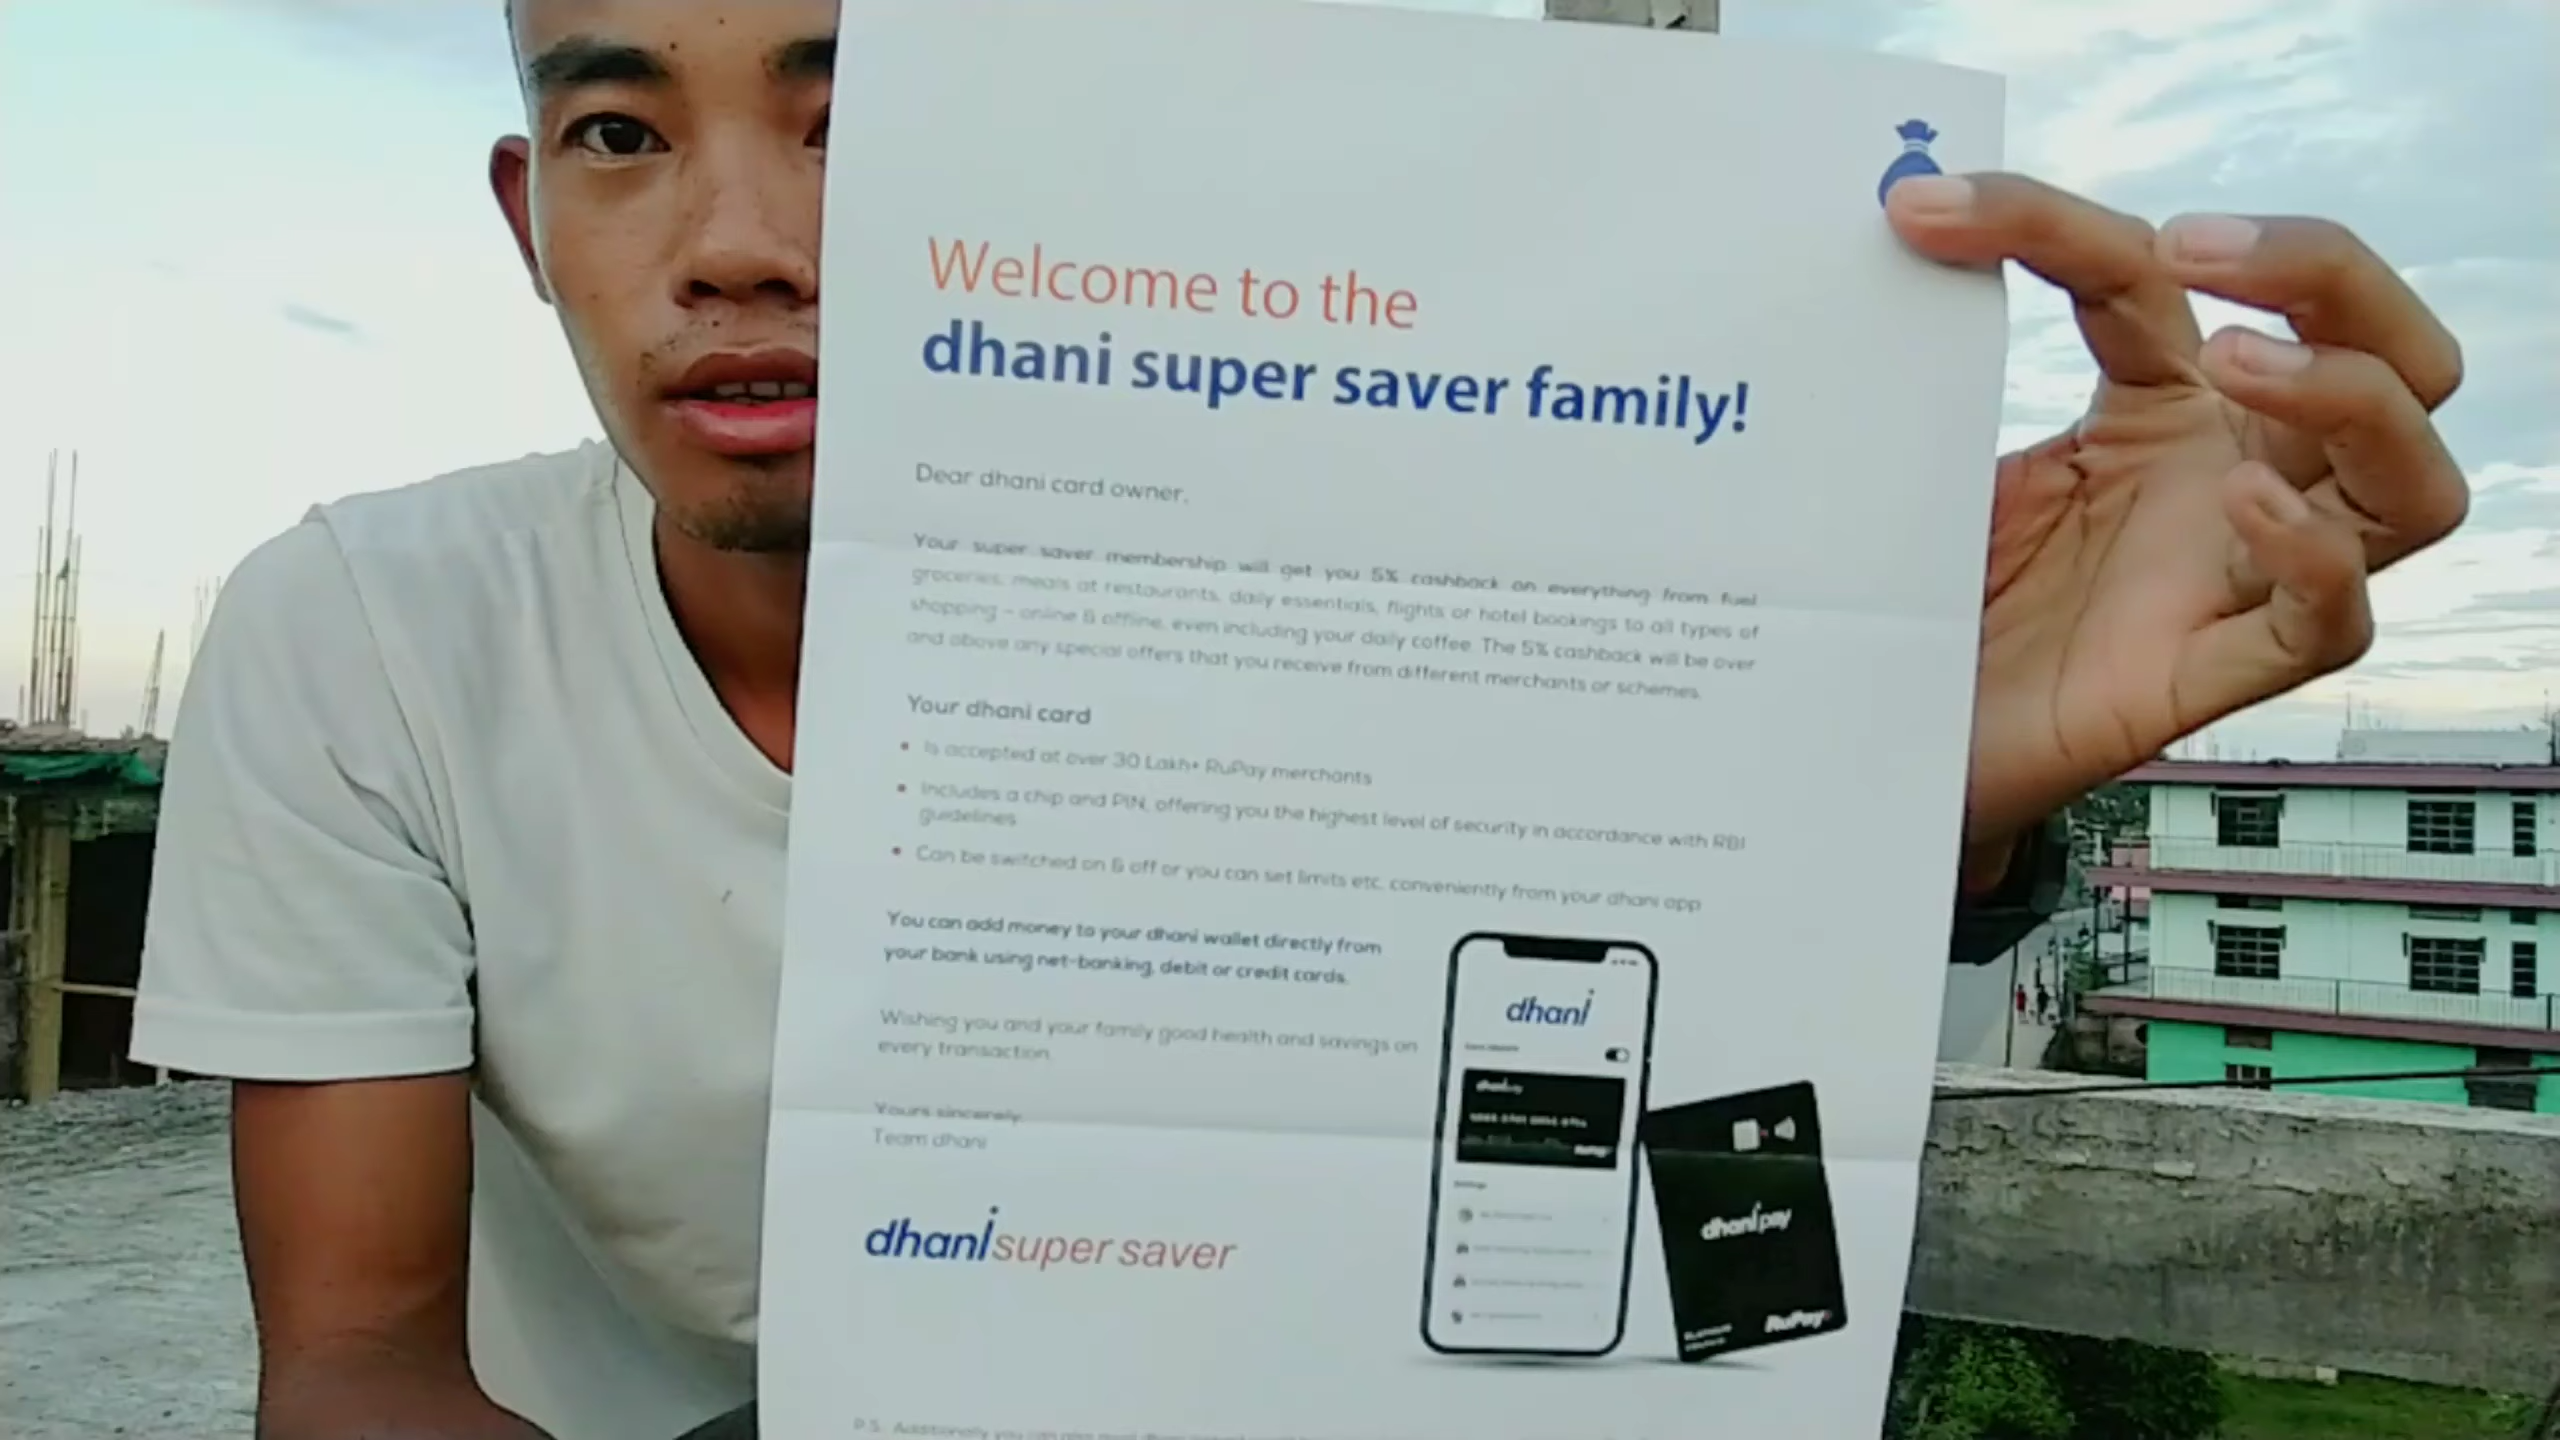 Welcome to the
dhani super saver family!
Dear dhani card owner,
Your super saver membership will get you 5% cashback on everything from fuel
groceries, meals at restaurants, daily essentials, flights or hotel bookings to all types of
shopping – online & offline, even including your daily coffee. The 5% cashback will be over
and above any special offers that you receive from different merchants or schemes.
Your dhani card
• Is accepted at over 30 Lakh+ RuPay merchants
• Includes a chip and PIN, offering you the highest level of security in accordance with RBI
guidelines
• Can be switched on & off or you can set limits etc. conveniently from your dhani app
You can add money to your dhani wallet directly from
your bank using net-banking, debit or credit cards.
Wishing you and your family good health and savings on
every transaction.
Yours sincerely
Team dhani
dhani super saver
dhani
dhani pay
RuPay
P.S. Additionally you can also